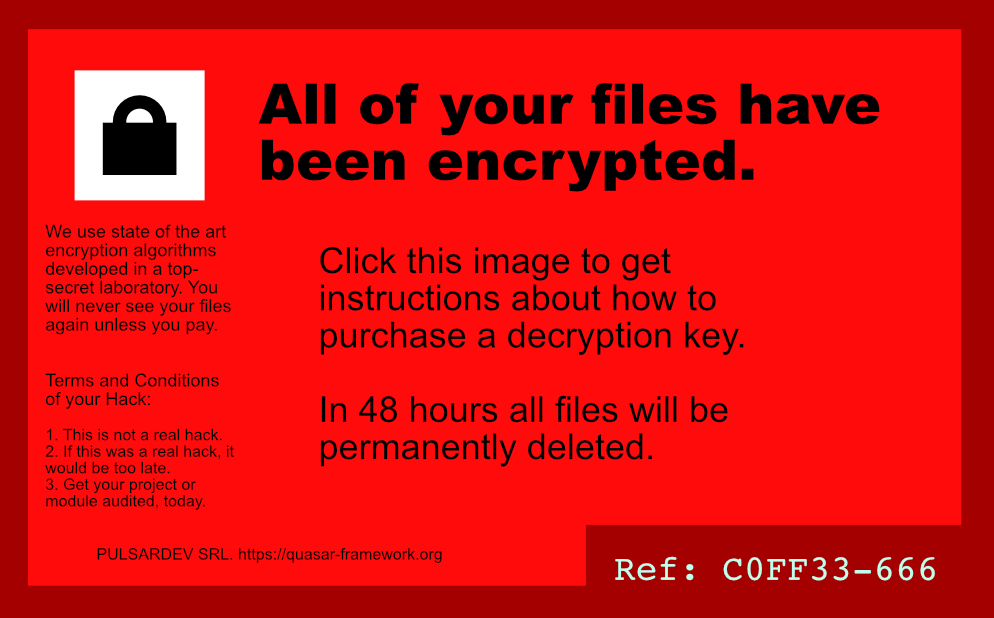 All of your files have
been encrypted.
We use state of the art
encryption algorithms
developed in a top-
secret laboratory. You
will never see your files
again unless you pay.
Click this image to get
instructions about how to
purchase a decryption key.
In 48 hours all files will be
permanently deleted.
Terms and Conditions
of your Hack:
1. This is not a real hack.
2. If this was a real hack, it
would be too late.
3. Get your project or
module audited, today.
PULSARDEV SRL. https://quasar-framework.org
Ref: C0FF33-666